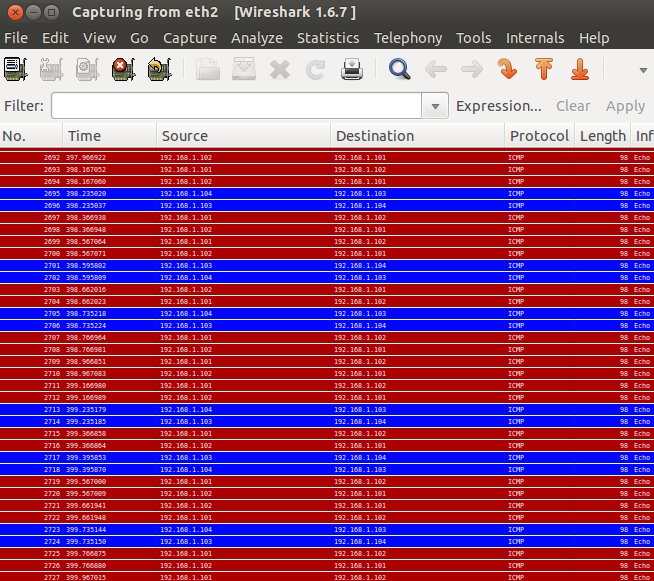 Capturing from eth2 [Wireshark 1.6.7 ]
File Edit View Go Capture Analyze Statistics Telephony Tools Internals Help
Filter: Expression... Clear Apply
No. Time Source Destination Protocol Length Inf
2692 397.966922 192.168.1.102 192.168.1.101 ICMP 98 Echo
2693 398.167052 192.168.1.101 192.168.1.102 ICMP 98 Echo
2694 398.167060 192.168.1.102 192.168.1.101 ICMP 98 Echo
2695 398.235020 192.168.1.104 192.168.1.103 ICMP 98 Echo
2696 398.235037 192.168.1.103 192.168.1.104 ICMP 98 Echo
2697 398.366938 192.168.1.101 192.168.1.102 ICMP 98 Echo
2698 398.366948 192.168.1.102 192.168.1.101 ICMP 98 Echo
2699 398.567064 192.168.1.101 192.168.1.102 ICMP 98 Echo
2700 398.567071 192.168.1.102 192.168.1.101 ICMP 98 Echo
2701 398.595802 192.168.1.103 192.168.1.104 ICMP 98 Echo
2702 398.595809 192.168.1.104 192.168.1.103 ICMP 98 Echo
2703 398.662016 192.168.1.102 192.168.1.101 ICMP 98 Echo
2704 398.662023 192.168.1.101 192.168.1.102 ICMP 98 Echo
2705 398.735218 192.168.1.104 192.168.1.103 ICMP 98 Echo
2706 398.735224 192.168.1.103 192.168.1.104 ICMP 98 Echo
2707 398.766964 192.168.1.101 192.168.1.102 ICMP 98 Echo
2708 398.766981 192.168.1.102 192.168.1.101 ICMP 98 Echo
2709 398.966851 192.168.1.101 192.168.1.102 ICMP 98 Echo
2710 398.967083 192.168.1.102 192.168.1.101 ICMP 98 Echo
2711 399.166980 192.168.1.101 192.168.1.102 ICMP 98 Echo
2712 399.166989 192.168.1.102 192.168.1.101 ICMP 98 Echo
2713 399.235179 192.168.1.104 192.168.1.103 ICMP 98 Echo
2714 399.235185 192.168.1.103 192.168.1.104 ICMP 98 Echo
2715 399.366858 192.168.1.101 192.168.1.102 ICMP 98 Echo
2716 399.366864 192.168.1.102 192.168.1.101 ICMP 98 Echo
2717 399.395853 192.168.1.103 192.168.1.104 ICMP 98 Echo
2718 399.395870 192.168.1.104 192.168.1.103 ICMP 98 Echo
2719 399.567000 192.168.1.101 192.168.1.102 ICMP 98 Echo
2720 399.567009 192.168.1.102 192.168.1.101 ICMP 98 Echo
2721 399.661941 192.168.1.102 192.168.1.101 ICMP 98 Echo
2722 399.661948 192.168.1.101 192.168.1.102 ICMP 98 Echo
2723 399.735144 192.168.1.104 192.168.1.103 ICMP 98 Echo
2724 399.735150 192.168.1.103 192.168.1.104 ICMP 98 Echo
2725 399.766875 192.168.1.101 192.168.1.102 ICMP 98 Echo
2726 399.766880 192.168.1.102 192.168.1.101 ICMP 98 Echo
2727 399.967015 192.168.1.101 192.168.1.102 ICMP 98 Echo